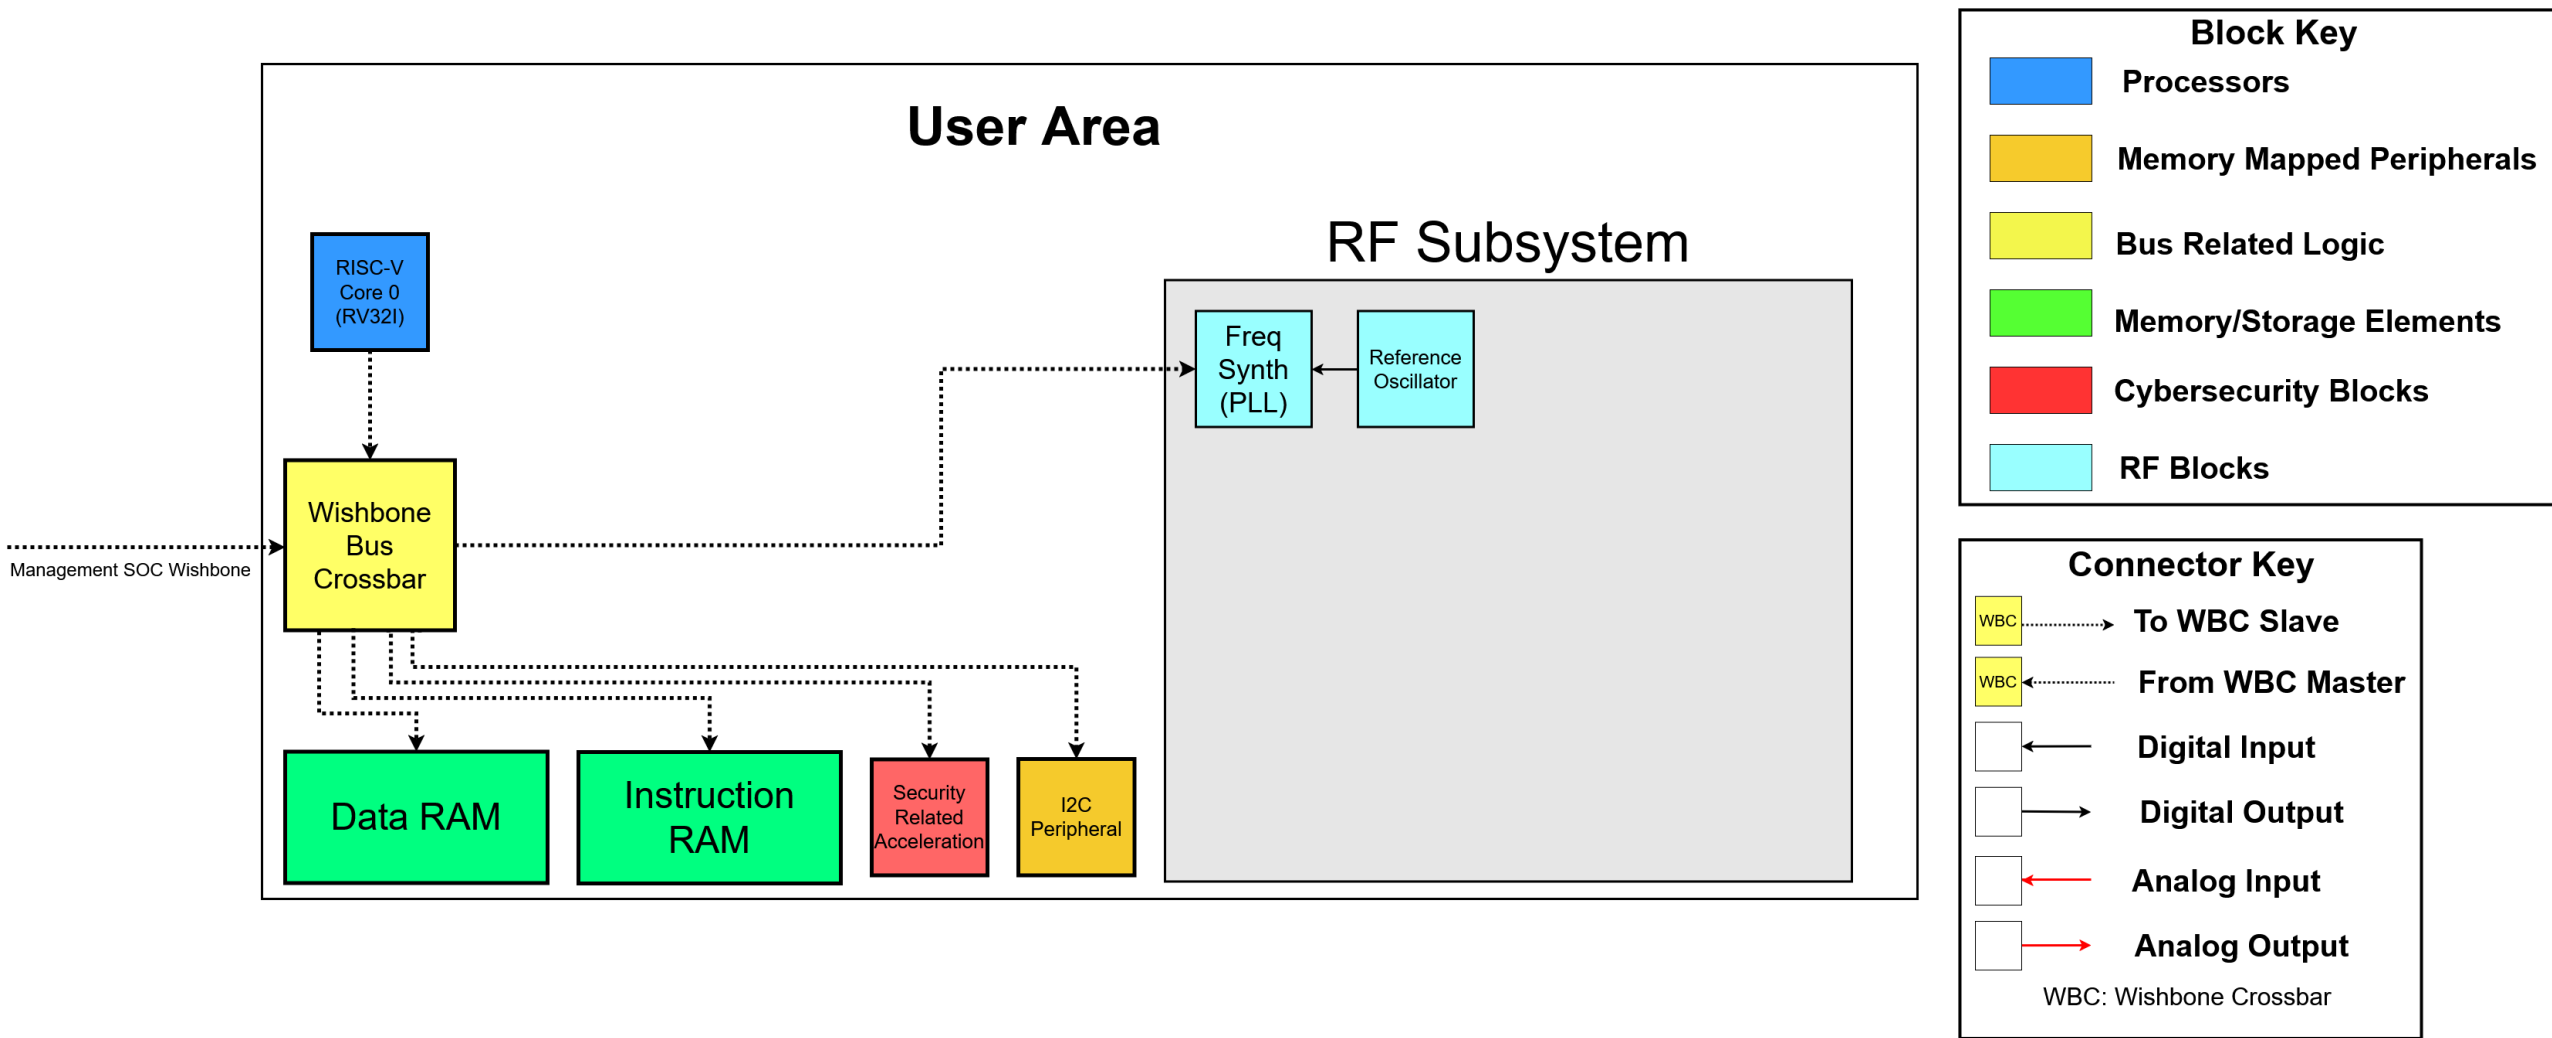 User Area
RISC-V
Core 0
(RV32I)
Wishbone
Bus
Crossbar
Management SOC Wishbone
Data RAM
Instruction
RAM
Security
Related
Acceleration
I2C
Peripheral
RF Subsystem
Freq
Synth
(PLL)
Reference
Oscillator
Block Key
Processors
Memory Mapped Peripherals
Bus Related Logic
Memory/Storage Elements
Cybersecurity Blocks
RF Blocks
Connector Key
WBC To WBC Slave
WBC From WBC Master
Digital Input
Digital Output
Analog Input
Analog Output
WBC: Wishbone Crossbar